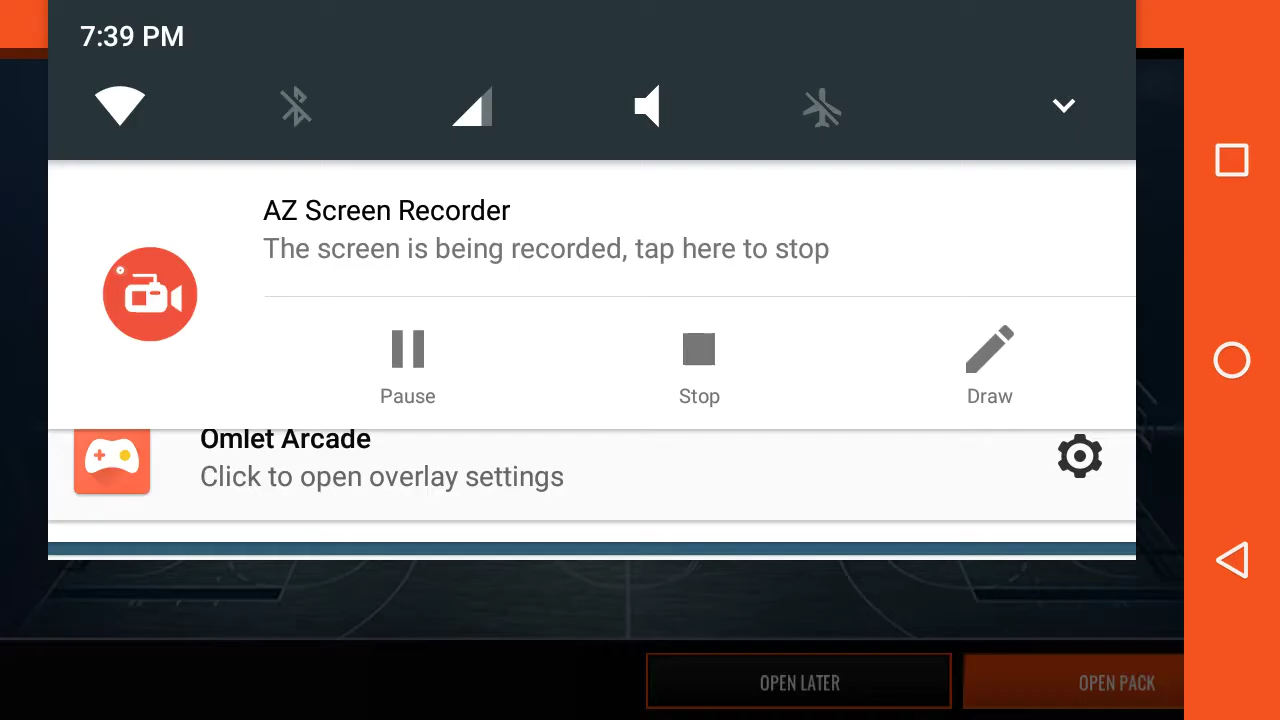 7:39 PM
AZ Screen Recorder
The screen is being recorded, tap here to stop
Pause
Stop
Draw
Omlet Arcade
Click to open overlay settings
OPEN LATER
OPEN PACK